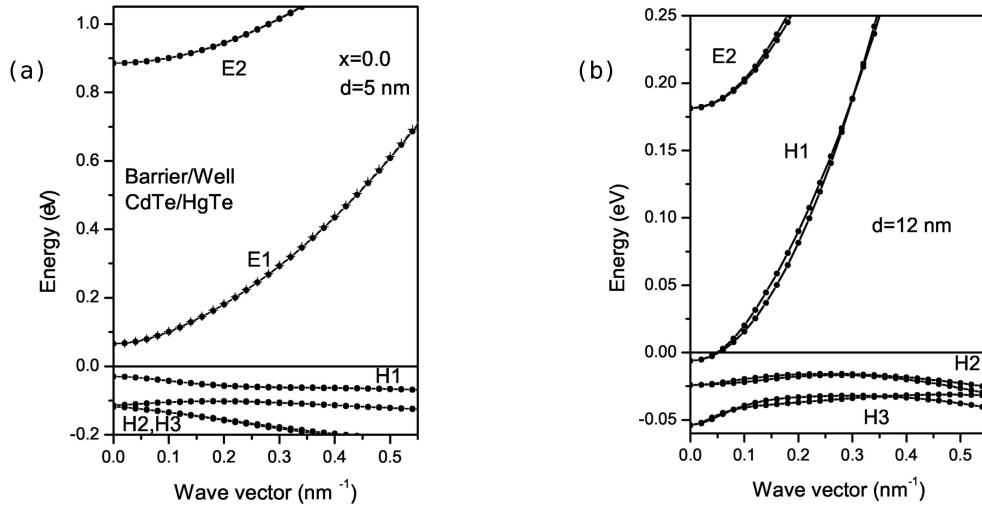 (a)
Energy (eV)
1.0
0.8
0.6
0.4
0.2
0.0
-0.2
E2
x=0.0
d=5 nm
Barrier/Well
CdTe/HgTe
E1
H1
H2,H3
0.0 0.1 0.2 0.3 0.4 0.5
Wave vector (nm -1)
(b)
Energy (eV)
0.25
0.20
0.15
0.10
0.05
0.00
-0.05
E2
H1
d=12 nm
H2
H3
0.0 0.1 0.2 0.3 0.4 0.5
Wave vector (nm -1)